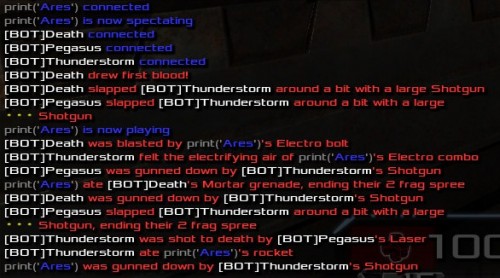 print('Ares') connected
print('Ares') is now spectating
[BOT]Death connected
[BOT]Pegasus connected
[BOT]Thunderstorm connected
[BOT]Death drew first blood!
[BOT]Death slapped [BOT]Thunderstorm around a bit with a large Shotgun
[BOT]Pegasus slapped [BOT]Thunderstorm around a bit with a large
••• Shotgun
print('Ares') is now playing
[BOT]Death was blasted by print('Ares')'s Electro bolt
[BOT]Thunderstorm felt the electrifying air of print('Ares')'s Electro combo
[BOT]Pegasus was gunned down by [BOT]Thunderstorm's Shotgun
print('Ares') ate [BOT]Death's Mortar grenade, ending their 2 frag spree
[BOT]Death was gunned down by [BOT]Thunderstorm's Shotgun
[BOT]Pegasus slapped [BOT]Thunderstorm around a bit with a large
••• Shotgun, ending their 2 frag spree
[BOT]Thunderstorm was shot to death by [BOT]Pegasus's Laser
[BOT]Thunderstorm ate print('Ares')'s rocket
print('Ares') was gunned down by [BOT]Thunderstorm's Shotgun
100